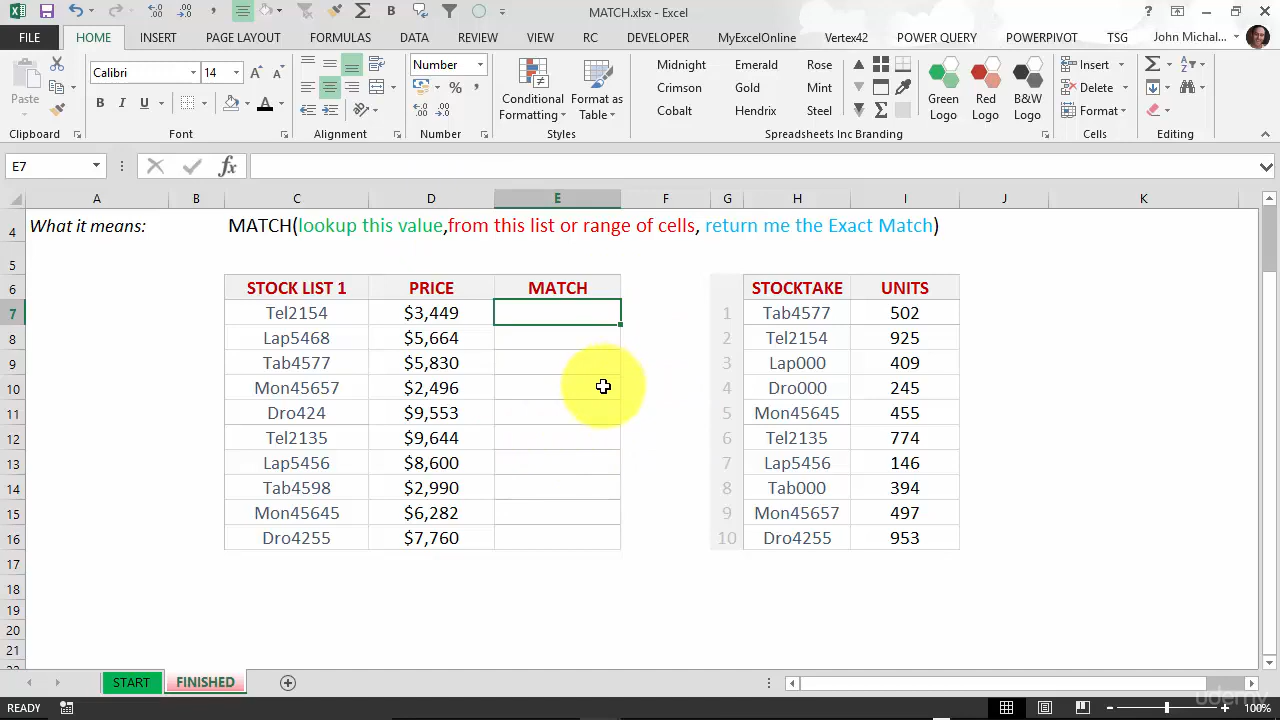 MATCH.xlsx - Excel
FILE HOME INSERT PAGE LAYOUT FORMULAS DATA REVIEW VIEW RC DEVELOPER MyExcelOnline Vertex42 POWER QUERY POWERPIVOT TSG John Michal...
Paste
Calibri 14
B I U
Number
Conditional Formatting
Format as Table
Midnight Emerald Rose
Crimson Gold Melon
Cobalt Hendrix Steel
Green Logo
Red Logo
B&W Logo
Insert
Delete
Format
Clipboard Font Alignment Number Styles Spreadsheets Inc Branding Cells Editing
E7 fx
A B C D E F G H I J K
4 What it means: MATCH(lookup this value,from this list or range of cells, return me the Exact Match)
5
6 STOCK LIST 1 PRICE MATCH STOCKTAKE UNITS
7 Tel2154 $3,449 1 Tab4577 502
8 Lap5468 $5,664 2 Tel2154 925
9 Tab4577 $5,830 3 Lap000 409
10 Mon45657 $2,496 4 Dro000 245
11 Dro424 $9,553 5 Mon45645 455
12 Tel2135 $9,644 6 Tel2135 774
13 Lap5456 $8,600 7 Lap5456 146
14 Tab4598 $2,990 8 Tab000 394
15 Mon45645 $6,282 9 Mon45657 497
16 Dro4255 $7,760 10 Dro4255 953
17
18
19
20
21
START FINISHED
udemy
READY 100%